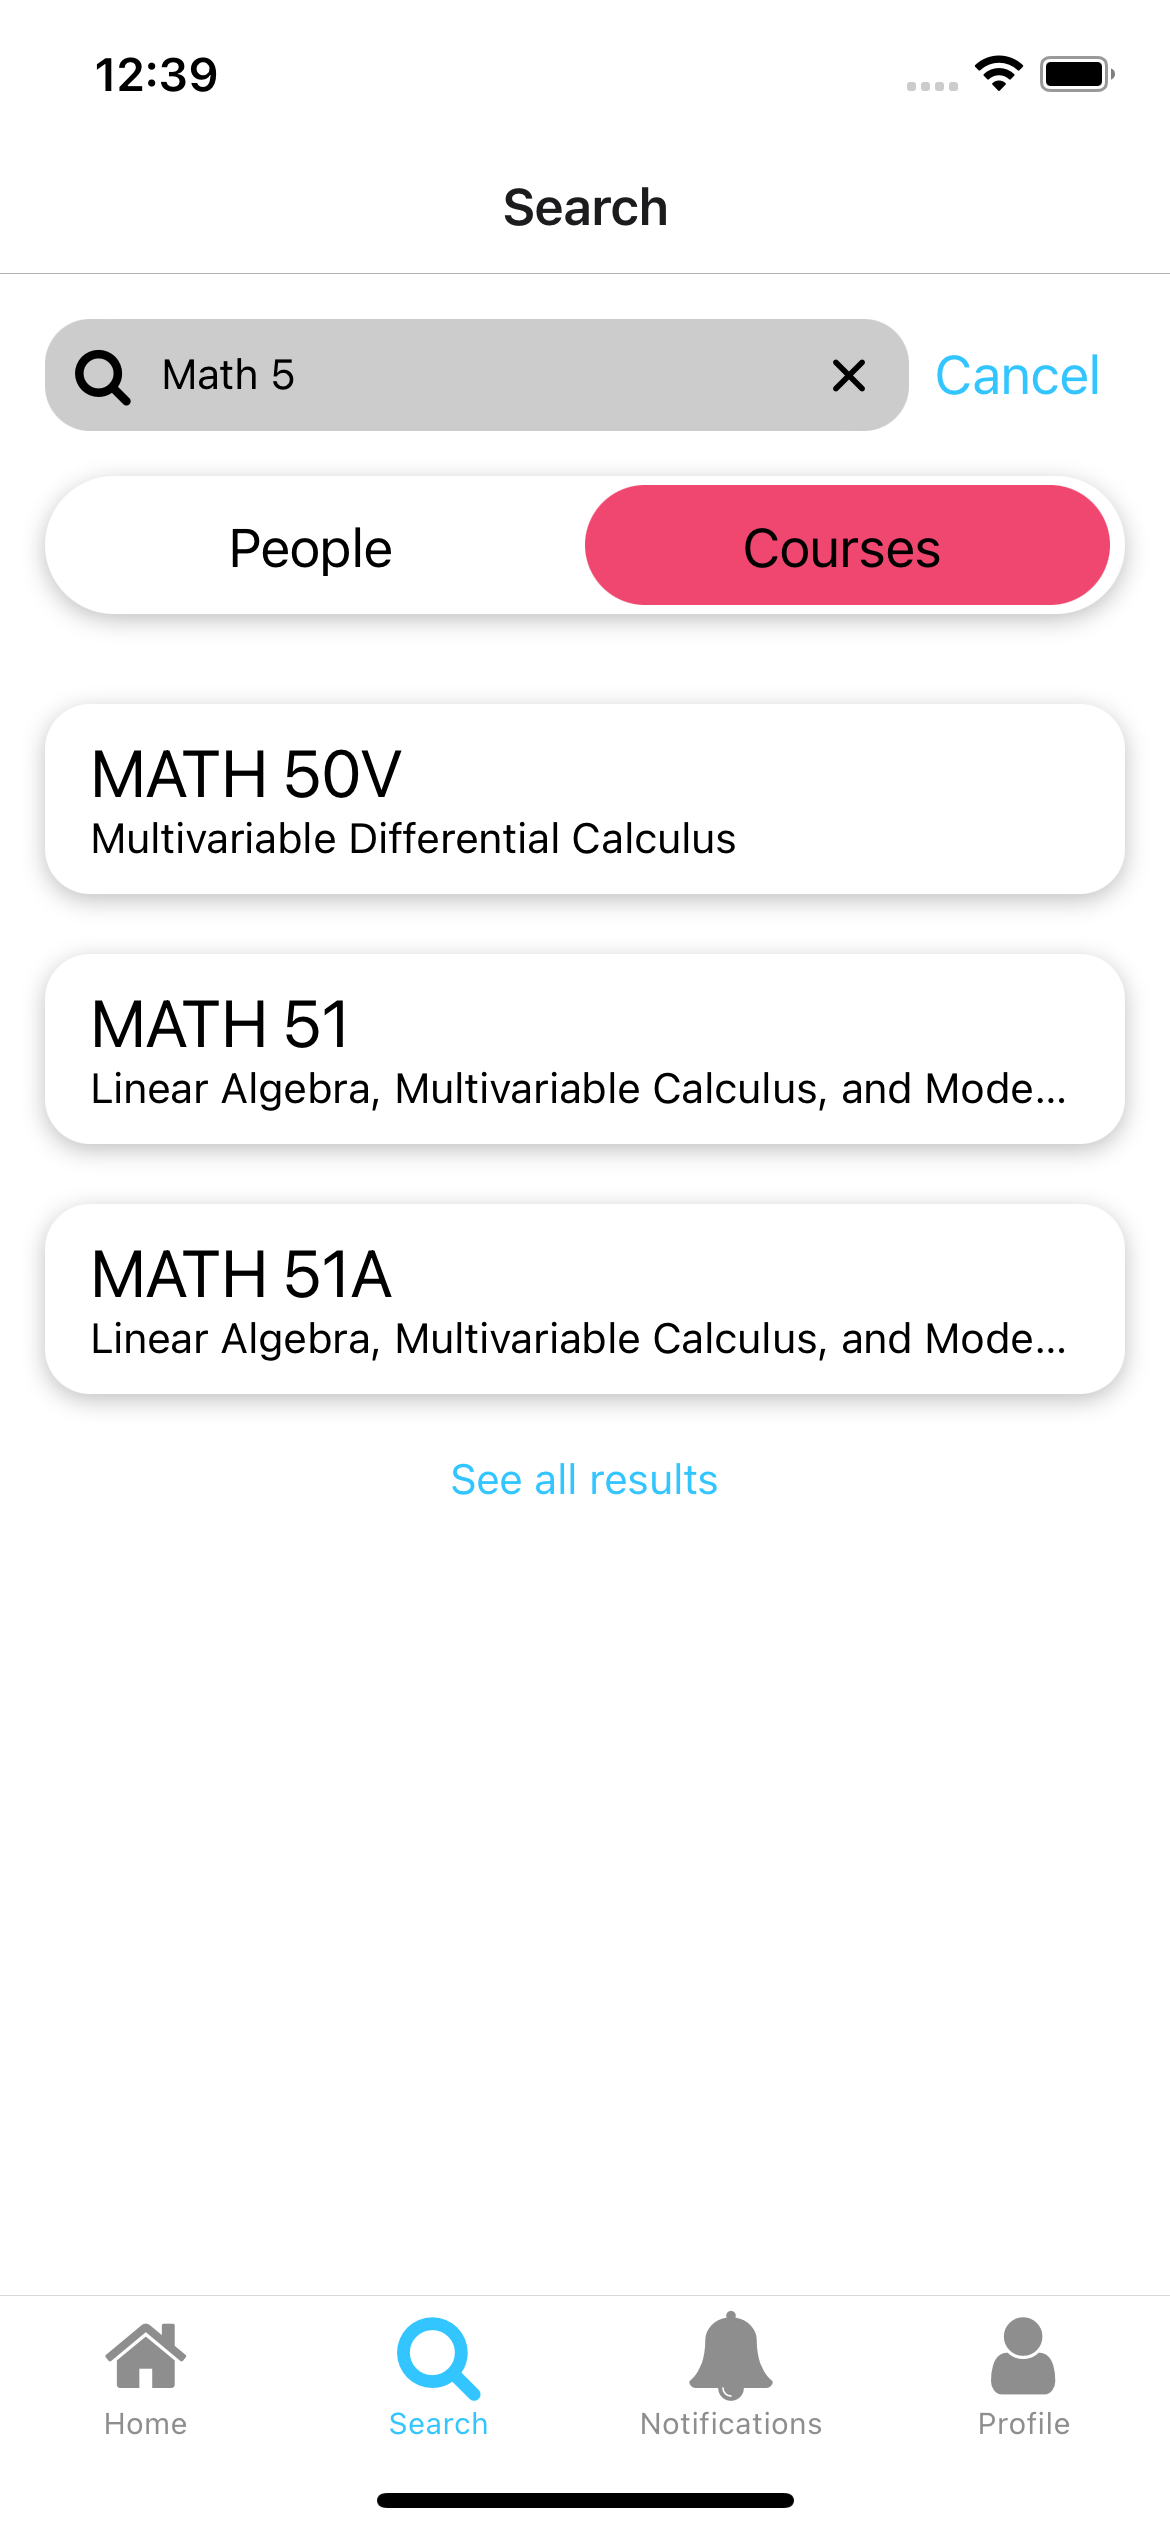 12:39
Search
Math 5
Cancel
People
Courses
MATH 50V
Multivariable Differential Calculus
MATH 51
Linear Algebra, Multivariable Calculus, and Mode...
MATH 51A
Linear Algebra, Multivariable Calculus, and Mode...
See all results
Home
Search
Notifications
Profile